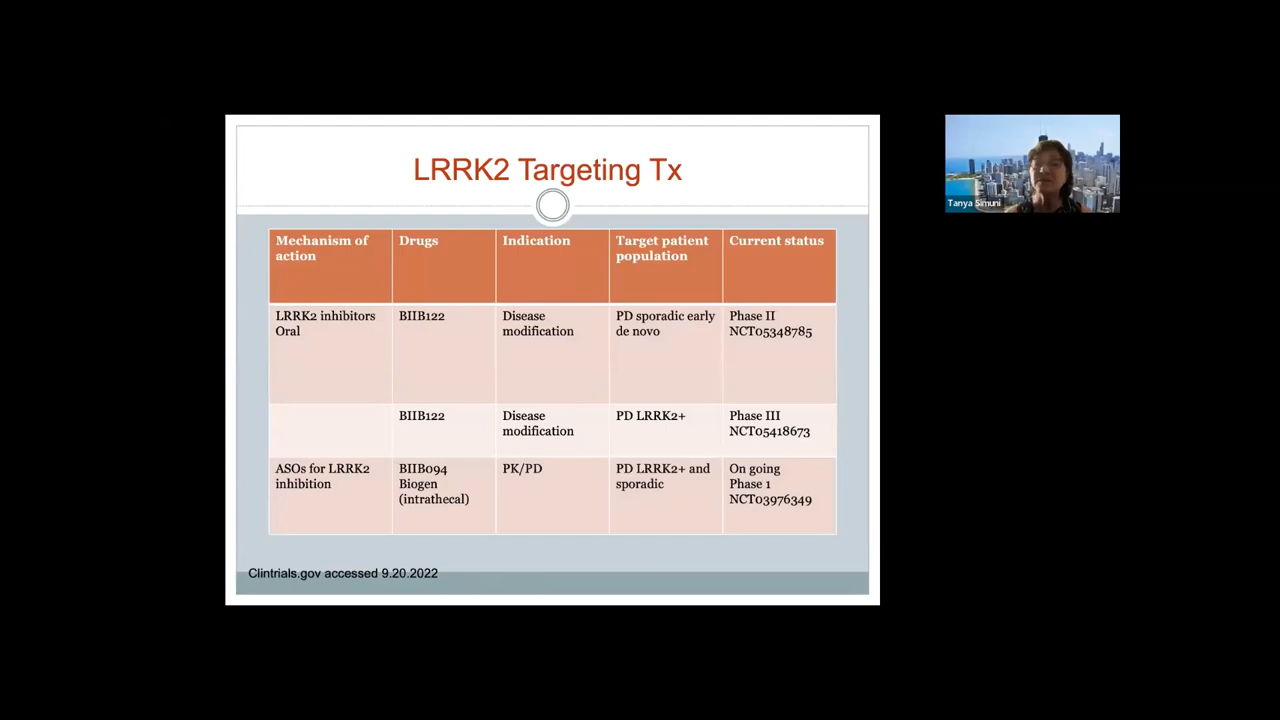 LRRK2 Targeting Tx
Mechanism of
action
Drugs
Indication
Target patient
population
Current status
LRRK2 inhibitors
Oral
BIIB122
Disease
modification
PD sporadic early
de novo
Phase II
NCT05348785
BIIB122
Disease
modification
PD LRRK2+
Phase III
NCT05418673
ASOs for LRRK2
inhibition
BIIB094
Biogen
(intrathecal)
PK/PD
PD LRRK2+ and
sporadic
On going
Phase 1
NCT03976349
Clintrials.gov accessed 9.20.2022
Tanya Simuni